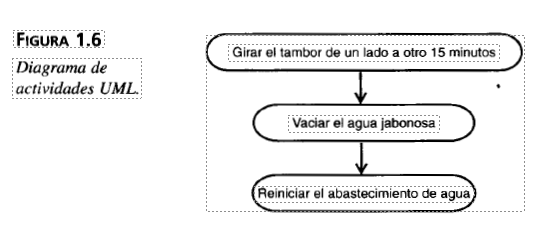 FIGURA 1.6
Diagrama de
actividades UML.
Girar el tambor de un lado a otro 15 minutos
Vaciar el agua jabonosa
Reiniciar el abastecimiento de agua